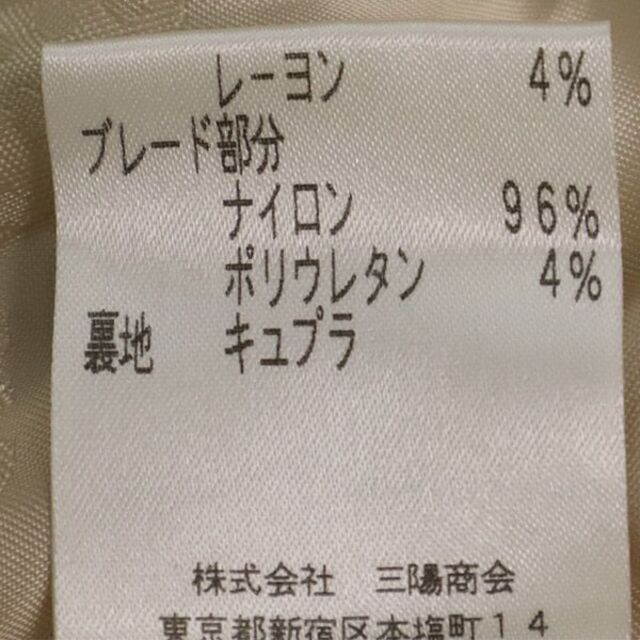 レーヨン 4%
ブレード部分
ナイロン 96%
ポリウレタン 4%
裏地 キュプラ
株式会社 三陽商会
東京都新宿区本塩町14